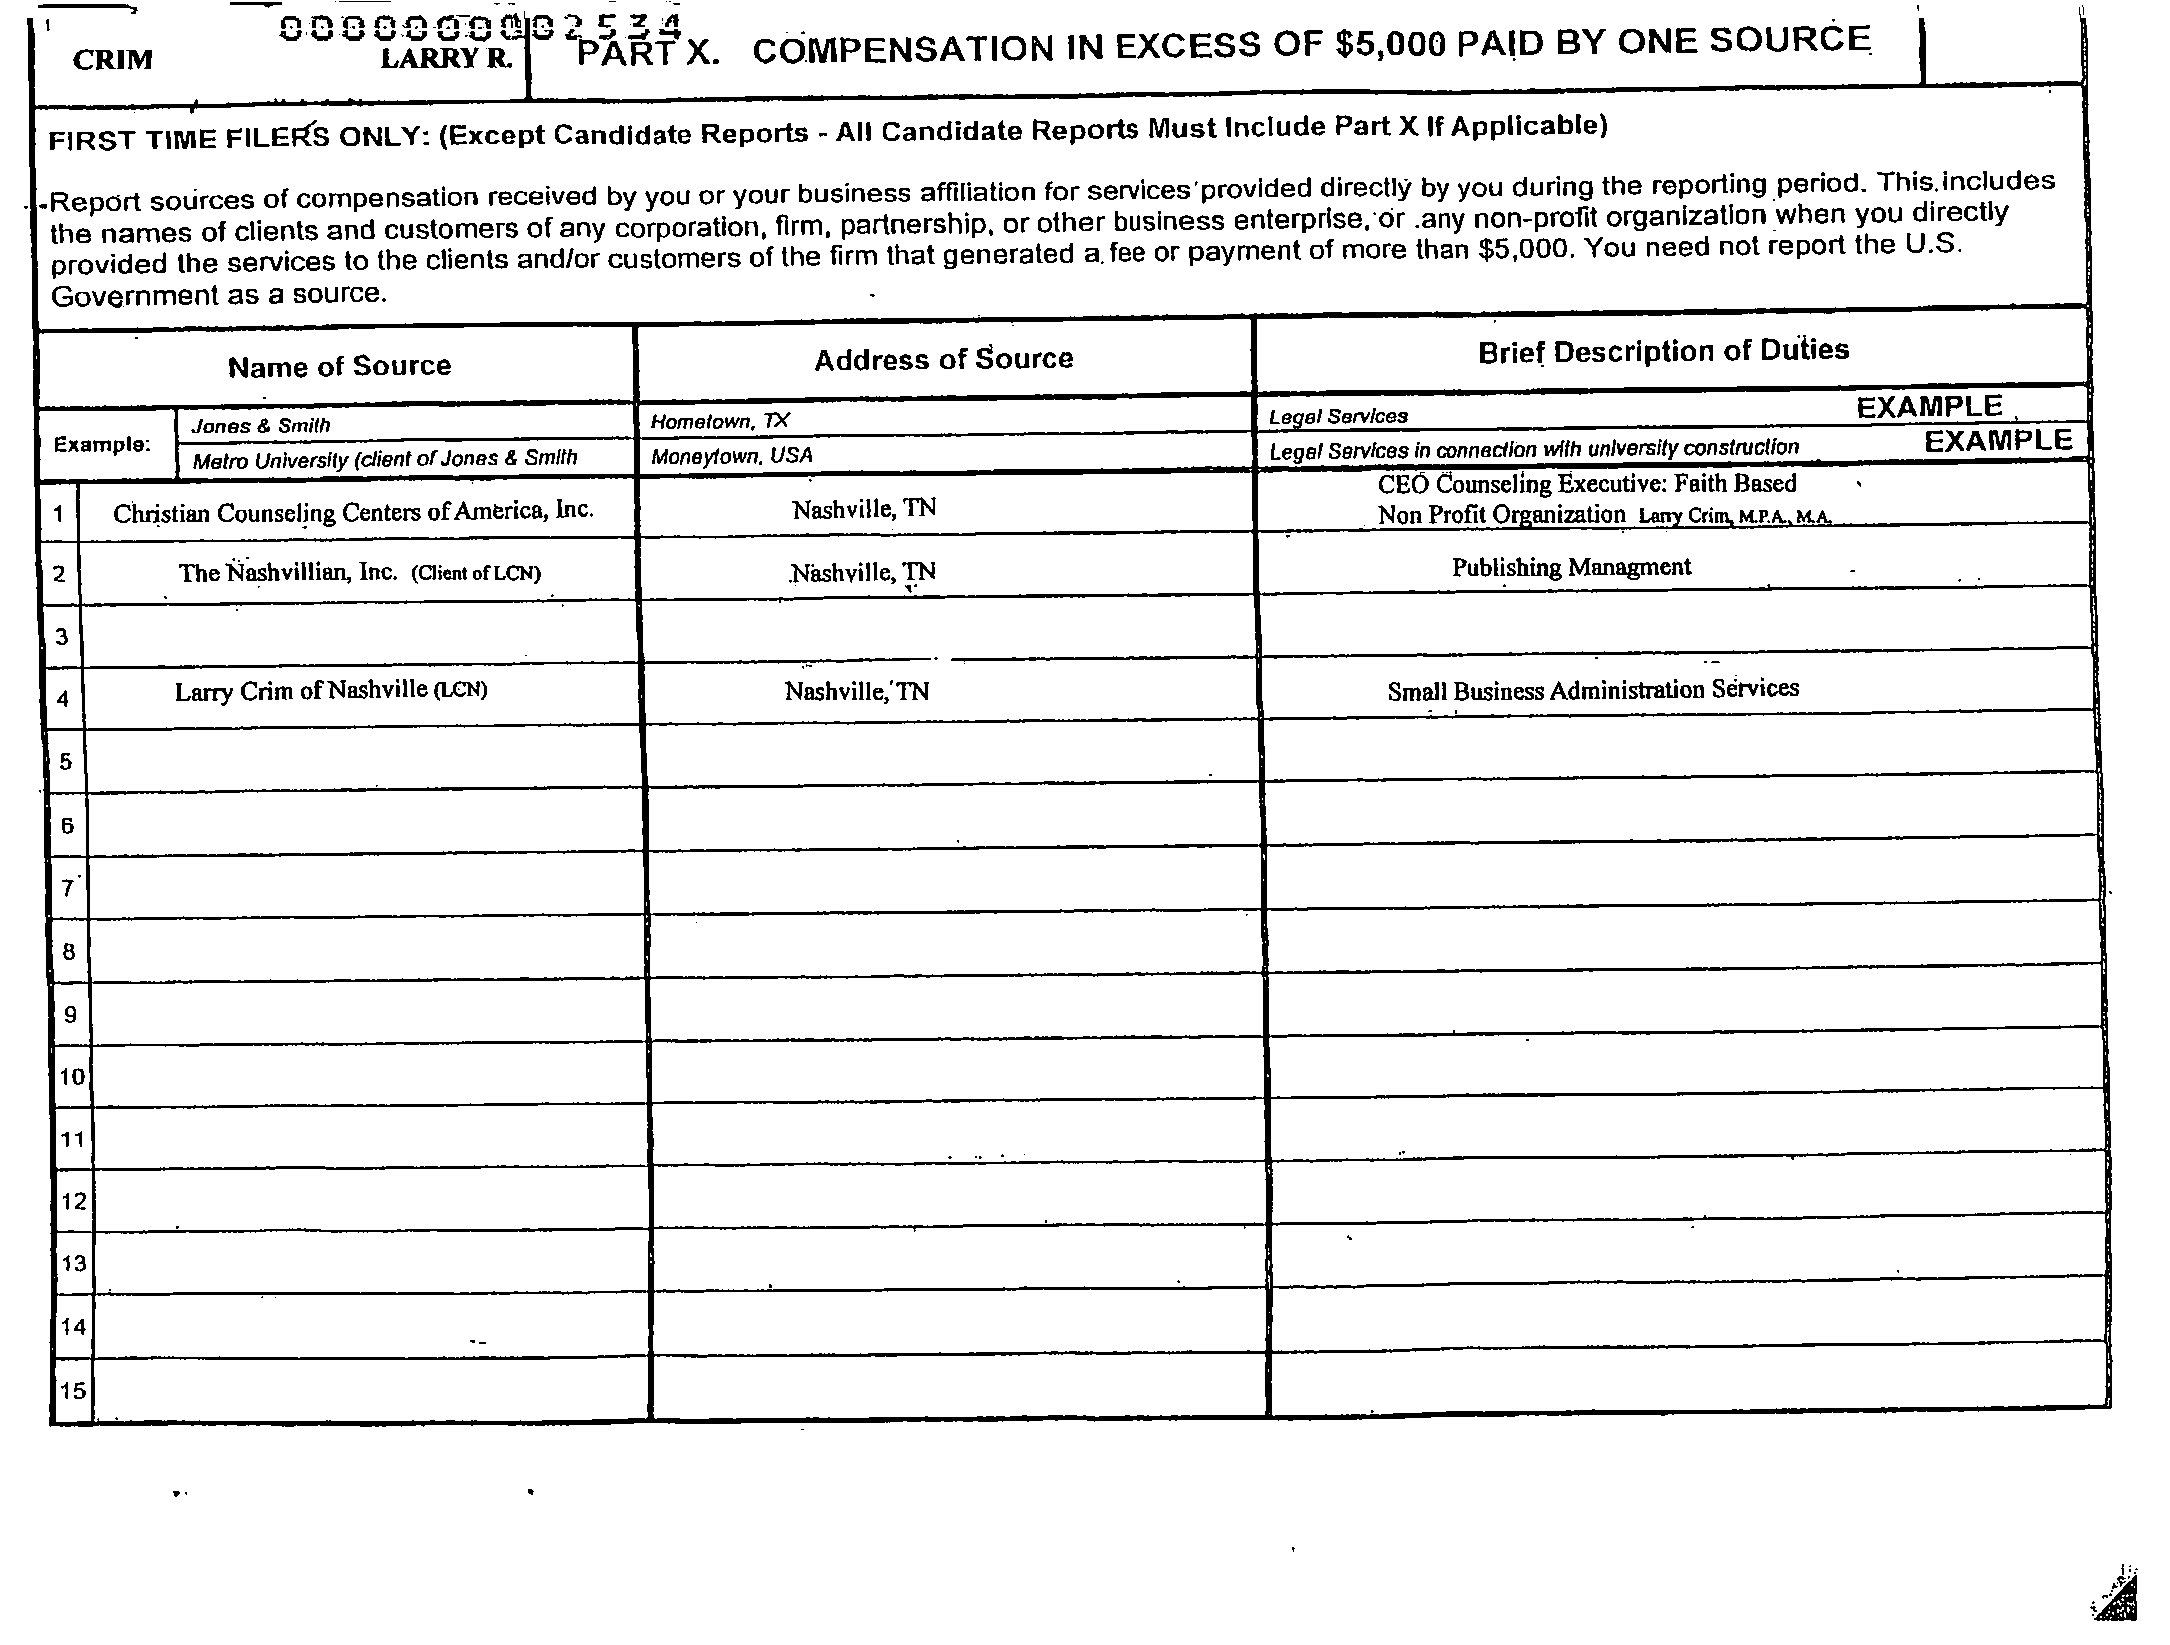 000000002534
CRIM LARRY R. PART X. COMPENSATION IN EXCESS OF $5,000 PAID BY ONE SOURCE
FIRST TIME FILERS ONLY: (Except Candidate Reports - All Candidate Reports Must Include Part X If Applicable)
Report sources of compensation received by you or your business affiliation for services provided directly by you during the reporting period. This includes
the names of clients and customers of any corporation, firm, partnership, or other business enterprise, or any non-profit organization when you directly
provided the services to the clients and/or customers of the firm that generated a fee or payment of more than $5,000. You need not report the U.S.
Government as a source.
Name of Source Address of Source Brief Description of Duties
Example: Jones & Smith Hometown, TX Legal Services EXAMPLE
Metro University (client of Jones & Smith Moneytown, USA Legal Services in connection with university construction EXAMPLE
1 Christian Counseling Centers of America, Inc. Nashville, TN CEO Counseling Executive: Faith Based
Non Profit Organization Larry Crim, M.P.A., M.A.
2 The Nashvillian, Inc. (Client of LCN) Nashville, TN Publishing Managment
3
4 Larry Crim of Nashville (LCN) Nashville, TN Small Business Administration Services
5
6
7
8
9
10
11
12
13
14
15